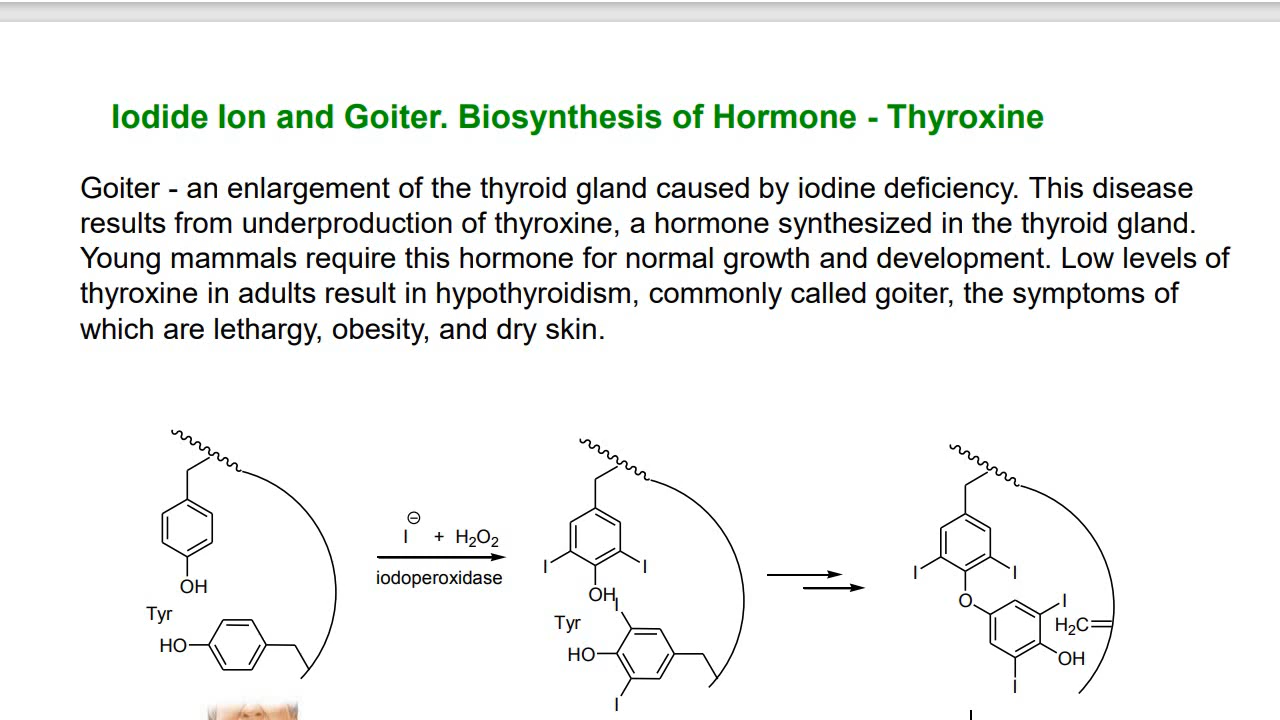 Iodide Ion and Goiter. Biosynthesis of Hormone - Thyroxine
Goiter - an enlargement of the thyroid gland caused by iodine deficiency. This disease
results from underproduction of thyroxine, a hormone synthesized in the thyroid gland.
Young mammals require this hormone for normal growth and development. Low levels of
thyroxine in adults result in hypothyroidism, commonly called goiter, the symptoms of
which are lethargy, obesity, and dry skin.
OH
Tyr
HO
⊖
I + H₂O₂
iodoperoxidase
I I
OH
I
Tyr
HO
I
I I
O
I
H₂C
OH
I